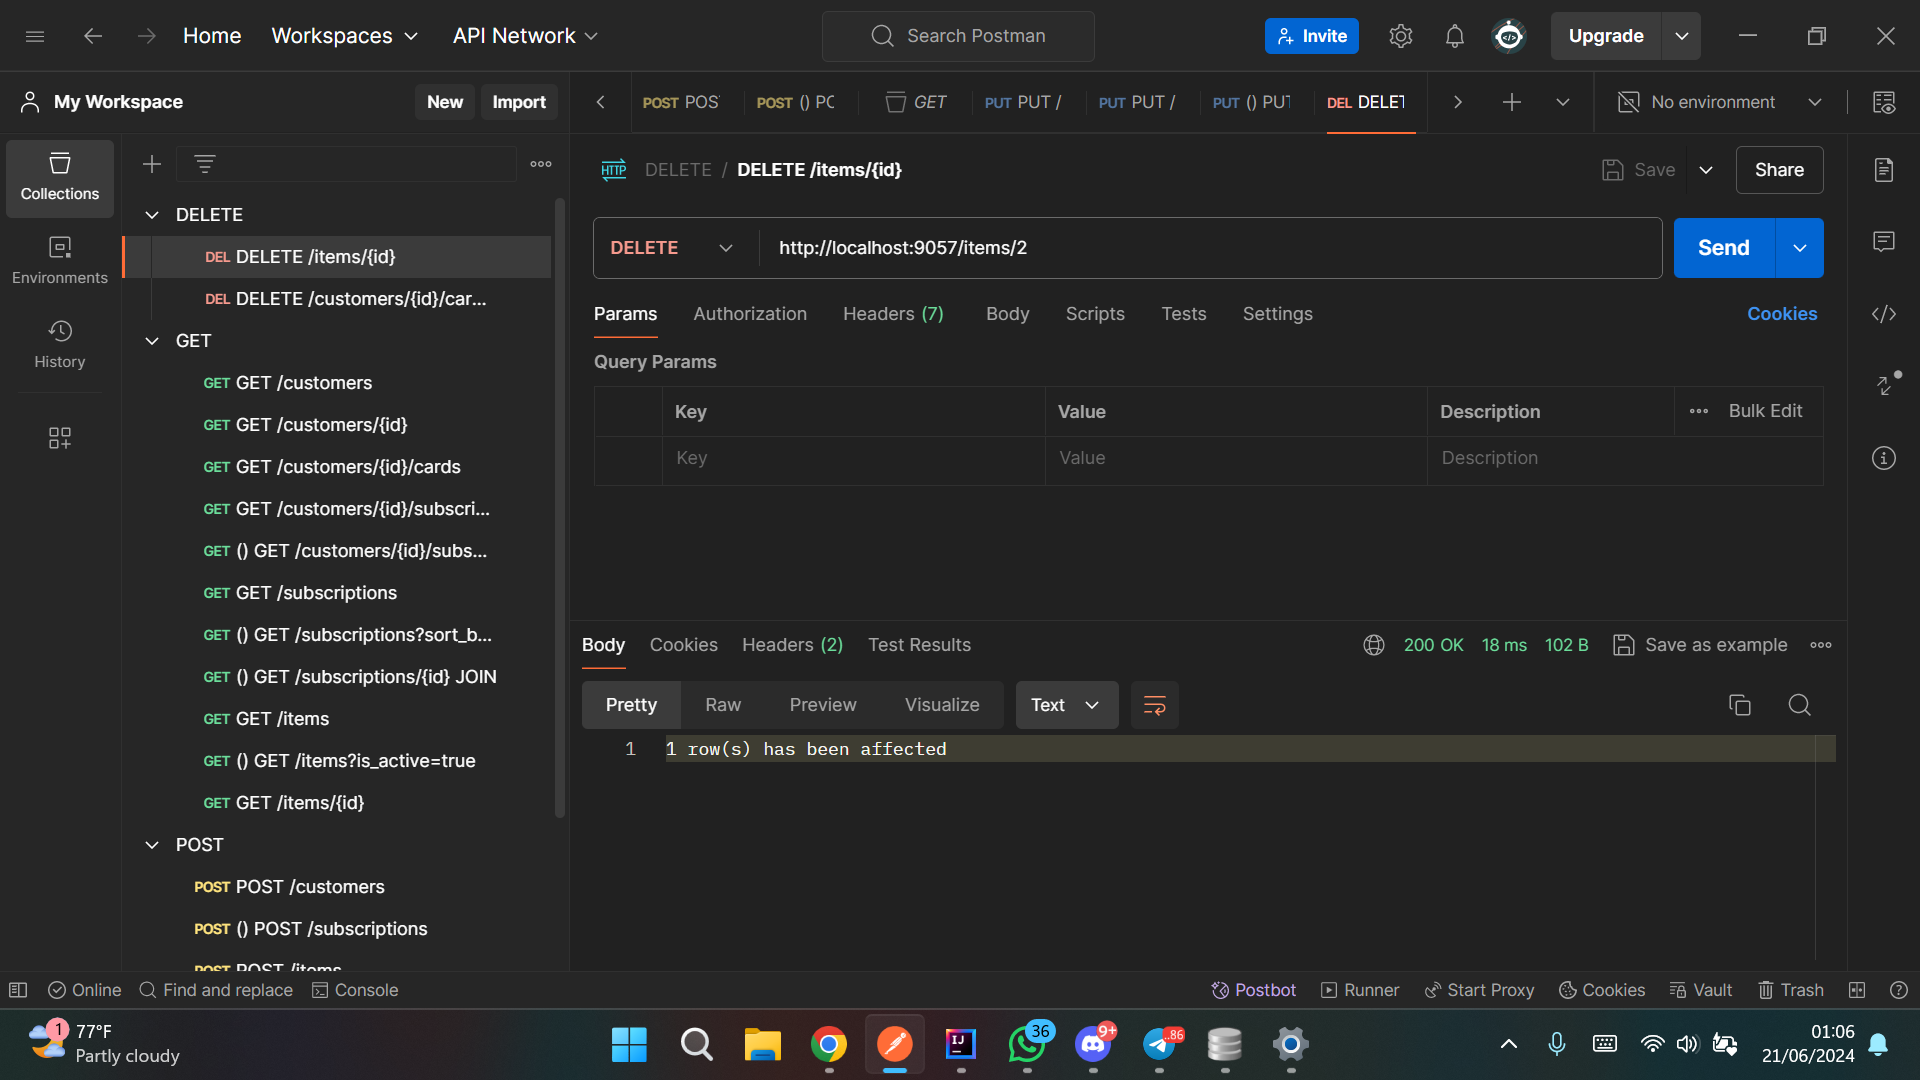 Home
Workspaces
API Network
Search Postman
Invite
Upgrade
My Workspace
New
Import
POST POS
POST () PC
GET
PUT PUT /
PUT PUT /
PUT () PUT
DEL DELET
No environment
Collections
Environments
History
DELETE
DEL DELETE /items/{id}
DEL DELETE /customers/{id}/car...
GET
GET GET /customers
GET GET /customers/{id}
GET GET /customers/{id}/cards
GET GET /customers/{id}/subscri...
GET () GET /customers/{id}/subs...
GET GET /subscriptions
GET () GET /subscriptions?sort_b...
GET () GET /subscriptions/{id} JOIN
GET GET /items
GET () GET /items?is_active=true
GET GET /items/{id}
POST
POST POST /customers
POST () POST /subscriptions
POST POST /items
HTTP DELETE / DELETE /items/{id}
Save
Share
DELETE
http://localhost:9057/items/2
Send
Params
Authorization
Headers (7)
Body
Scripts
Tests
Settings
Cookies
Query Params
Key
Value
Description
Bulk Edit
Key
Value
Description
Body
Cookies
Headers (2)
Test Results
200 OK
18 ms
102 B
Save as example
Pretty
Raw
Preview
Visualize
Text
1 1 row(s) has been affected
Online
Find and replace
Console
Postbot
Runner
Start Proxy
Cookies
Vault
Trash
1
77°F
Partly cloudy
IJ
36
9+
..86
01:06
21/06/2024